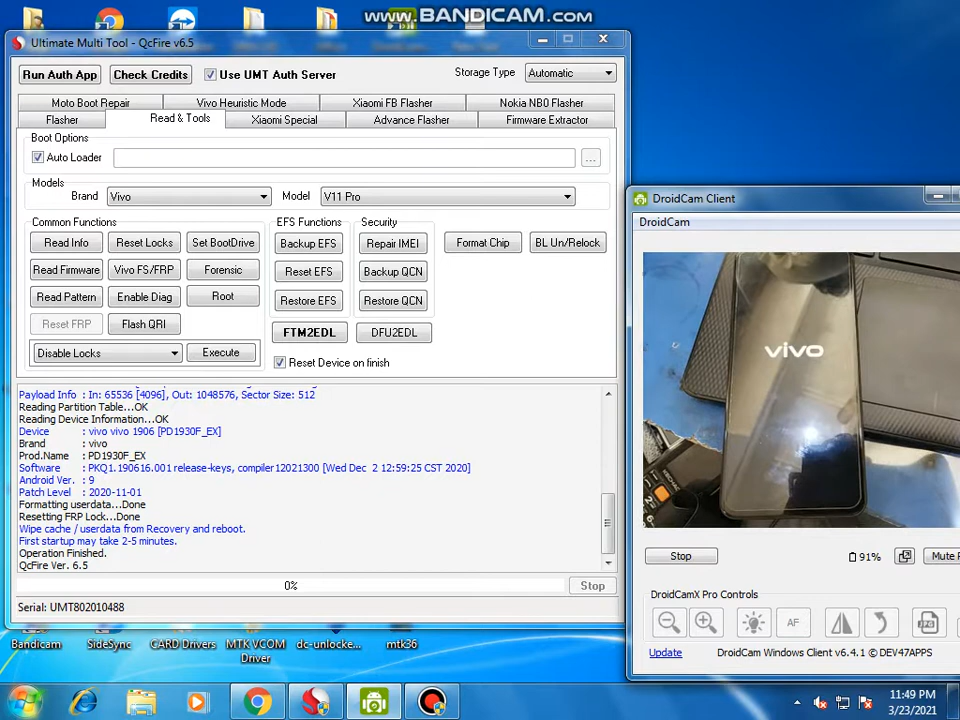 www.BANDICAM.com
Ultimate Multi Tool - QcFire v6.5
Run Auth App Check Credits Use UMT Auth Server Storage Type Automatic
Moto Boot Repair Vivo Heuristic Mode Xiaomi FB Flasher Nokia NB0 Flasher
Flasher Read & Tools Xiaomi Special Advance Flasher Firmware Extractor
Boot Options
Auto Loader ...
Models
Brand Vivo Model V11 Pro
Common Functions EFS Functions Security
Read Info Reset Locks Set BootDrive Backup EFS Repair IMEI Format Chip BL Un/Relock
Read Firmware Vivo FS/FRP Forensic Reset EFS Backup QCN
Read Pattern Enable Diag Root Restore EFS Restore QCN
Reset FRP Flash QRI FTM2EDL DFU2EDL
Disable Locks Execute Reset Device on finish
Payload Info : In: 65536 [4096], Out: 1048576, Sector Size: 512
Reading Partition Table...OK
Reading Device Information...OK
Device : vivo vivo 1906 [PD1930F_EX]
Brand : vivo
Prod.Name : PD1930F_EX
Software : PKQ1.190616.001 release-keys, compiler12021300 [Wed Dec 2 12:59:25 CST 2020]
Android Ver. : 9
Patch Level : 2020-11-01
Formatting userdata...Done
Resetting FRP Lock...Done
Wipe cache / userdata from Recovery and reboot.
First startup may take 2-5 minutes.
Operation Finished.
QcFire Ver. 6.5
0% Stop
Serial: UMT802010488
DroidCam Client
DroidCam
vivo
Stop 91% Mute
DroidCamX Pro Controls
AF JPG
Update DroidCam Windows Client v6.4.1 © DEV47APPS
Bandicam SideSync CARD Drivers MTK VCOM Driver dc-unlocke... mtk36
11:49 PM
3/23/2021